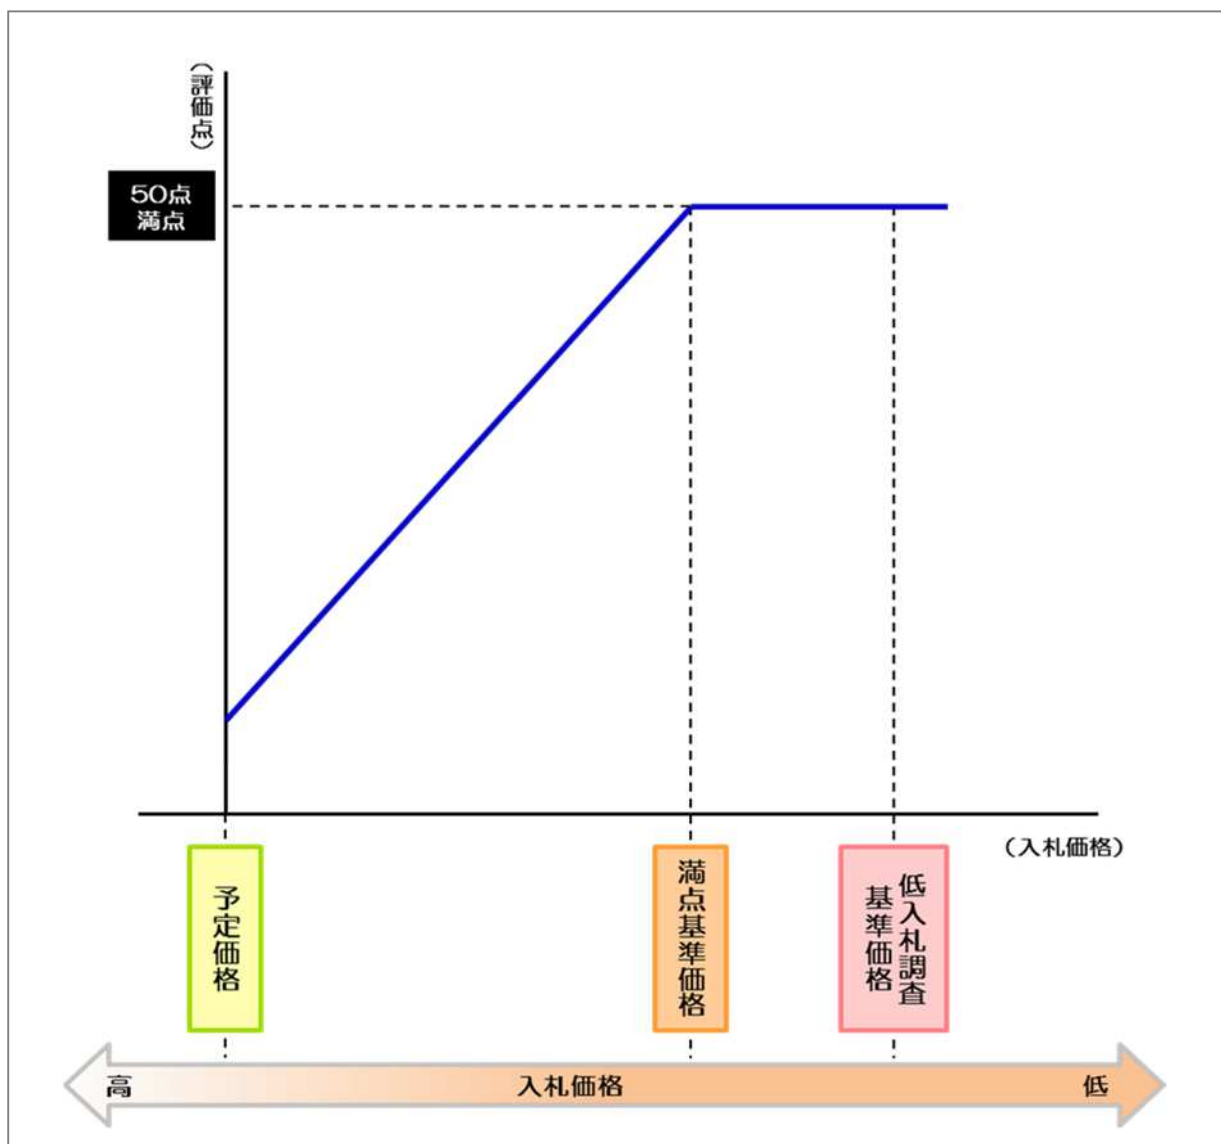 （評価点）
50点
満点
（入札価格）
予定価格
満点基準価格
低入札調査
基準価格
高
入札価格
低